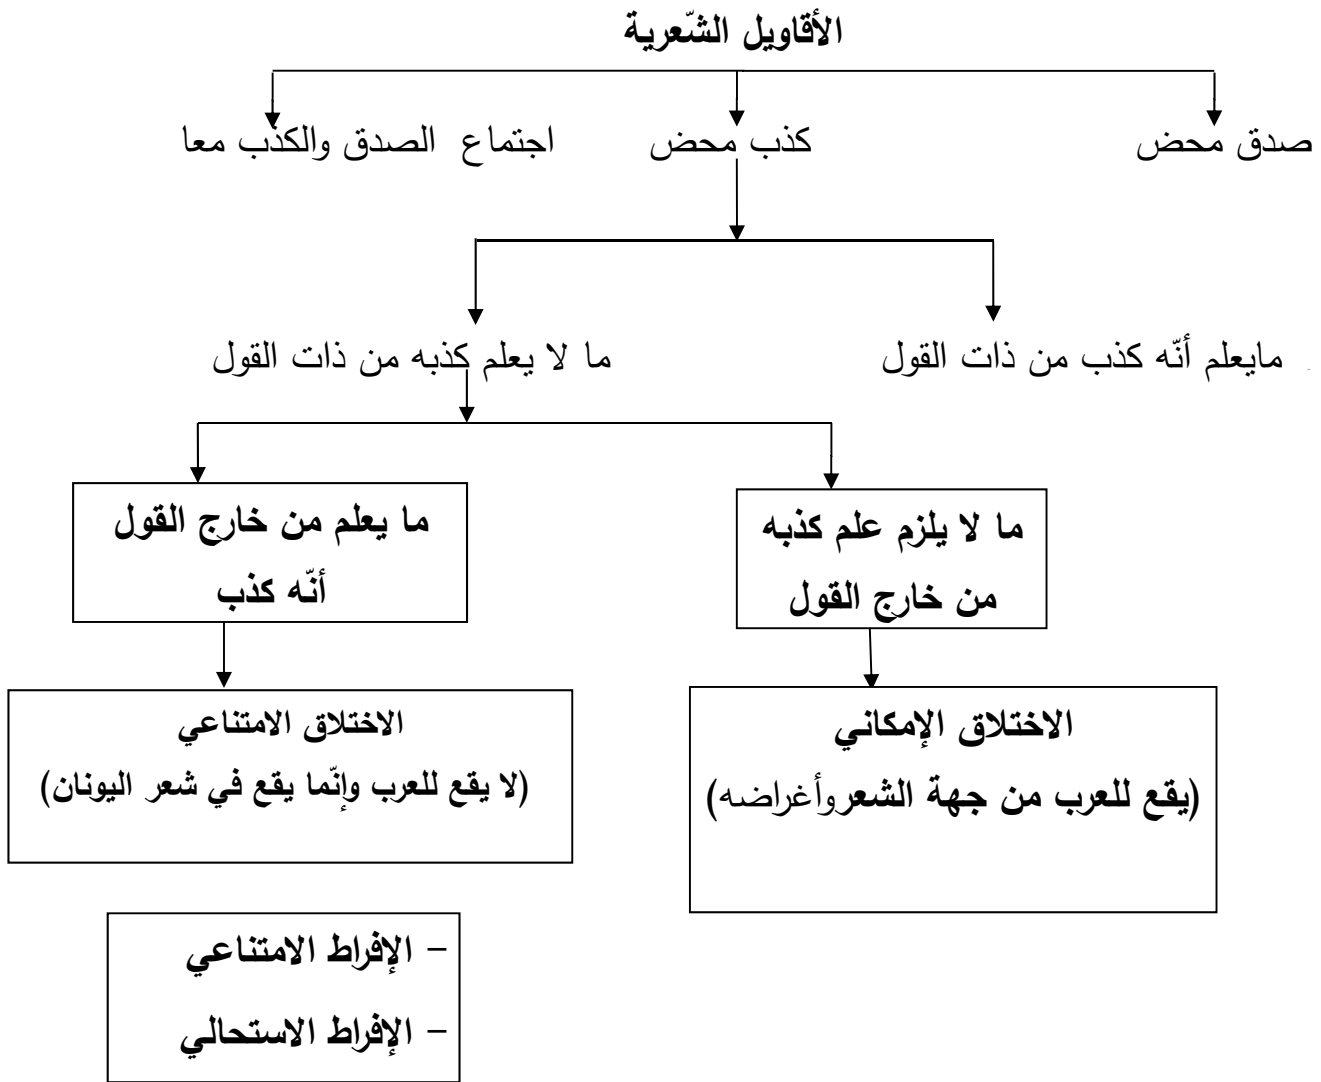 الأقاويل الشّعرية
صدق محض
كذب محض
اجتماع الصدق والكذب معا
مايعلم أنّه كذب من ذات القول
ما لا يعلم كذبه من ذات القول
ما لا يلزم علم كذبه
من خارج القول
ما يعلم من خارج القول
أنّه كذب
الاختلاق الإمكاني
(يقع للعرب من جهة الشعروأغراضه)
الاختلاق الامتناعي
(لا يقع للعرب وإنّما يقع في شعر اليونان)
- الإفراط الامتناعي
- الإفراط الاستحالي